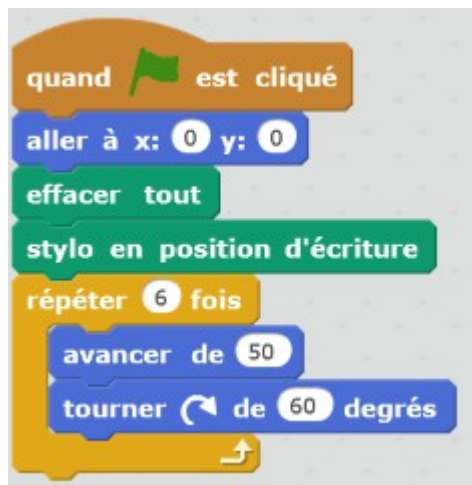 quand est cliqué
aller à x: 0 y: 0
effacer tout
stylo en position d'écriture
répéter 6 fois
avancer de 50
tourner de 60 degrés